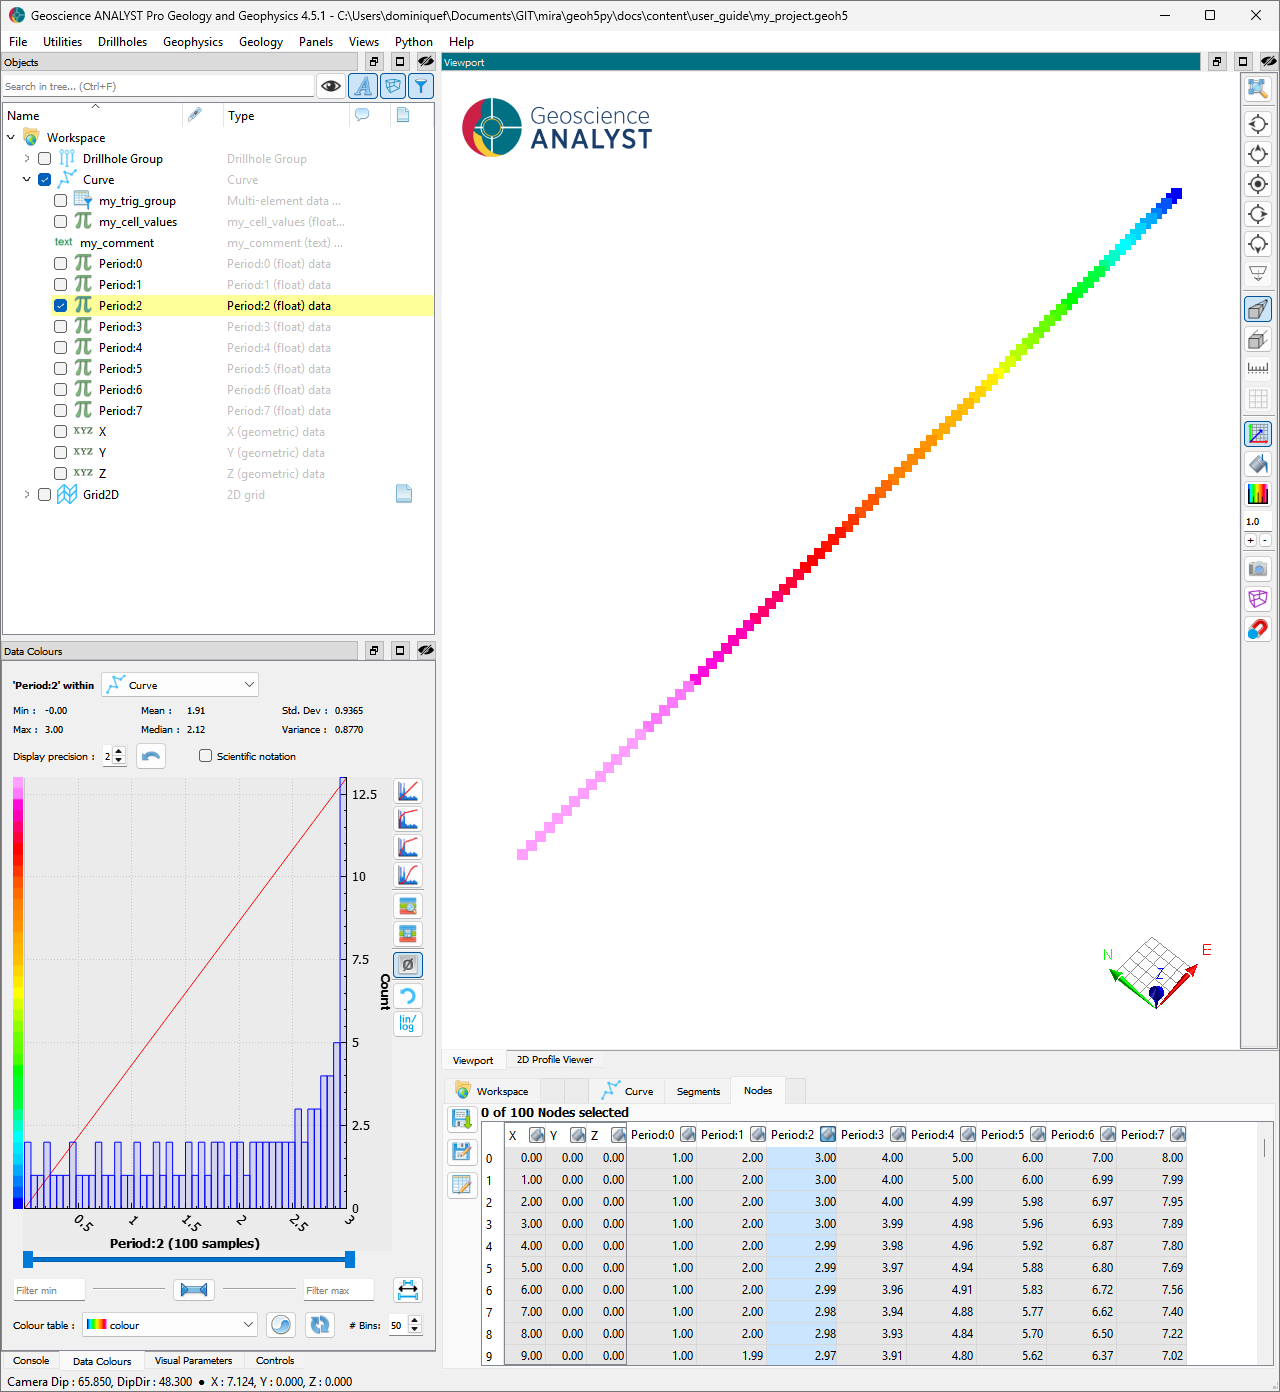 Geoscience ANALYST Pro Geology and Geophysics 4.5.1 - C:\Users\dominiquef\Documents\GIT\mira\geoh5py\docs\content\user_guide\my_project.geoh5
File Utilities Drillholes Geophysics Geology Panels Views Python Help
Objects
Search in tree... (Ctrl+F)
Name Type
Workspace
Drillhole Group Drillhole Group
Curve Curve
my_trig_group Multi-element data ...
my_cell_values my_cell_values (float...
text my_comment my_comment (text) ...
Period:0 Period:0 (float) data
Period:1 Period:1 (float) data
Period:2 Period:2 (float) data
Period:3 Period:3 (float) data
Period:4 Period:4 (float) data
Period:5 Period:5 (float) data
Period:6 Period:6 (float) data
Period:7 Period:7 (float) data
XYZ X X (geometric) data
XYZ Y Y (geometric) data
XYZ Z Z (geometric) data
Grid2D 2D grid
Data Colours
'Period:2' within Curve
Min : -0.00 Mean : 1.91 Std. Dev : 0.9365
Max : 3.00 Median : 2.12 Variance : 0.8770
Display precision : 2 Scientific notation
12.5
10
7.5
5
2.5
0
Count
0.5 1 1.5 2 2.5 3
Period:2 (100 samples)
lin/
log
Filter min Filter max
Colour table : colour # Bins: 50
Console Data Colours Visual Parameters Controls
Camera Dip : 65.850, DipDir : 48.300 ● X : 7.124, Y : 0.000, Z : 0.000
Viewport
Geoscience
ANALYST
N Z E
1.0
+ -
Viewport 2D Profile Viewer
Workspace Curve Segments Nodes
0 of 100 Nodes selected
X Y Z Period:0 Period:1 Period:2 Period:3 Period:4 Period:5 Period:6 Period:7
0 0.00 0.00 0.00 1.00 2.00 3.00 4.00 5.00 6.00 7.00 8.00
1 1.00 0.00 0.00 1.00 2.00 3.00 4.00 5.00 6.00 6.99 7.99
2 2.00 0.00 0.00 1.00 2.00 3.00 4.00 4.99 5.98 6.97 7.95
3 3.00 0.00 0.00 1.00 2.00 3.00 3.99 4.98 5.96 6.93 7.89
4 4.00 0.00 0.00 1.00 2.00 2.99 3.98 4.96 5.92 6.87 7.80
5 5.00 0.00 0.00 1.00 2.00 2.99 3.97 4.94 5.88 6.80 7.69
6 6.00 0.00 0.00 1.00 2.00 2.99 3.96 4.91 5.83 6.72 7.56
7 7.00 0.00 0.00 1.00 2.00 2.98 3.94 4.88 5.77 6.62 7.40
8 8.00 0.00 0.00 1.00 2.00 2.98 3.93 4.84 5.70 6.50 7.22
9 9.00 0.00 0.00 1.00 1.99 2.97 3.91 4.80 5.62 6.37 7.02